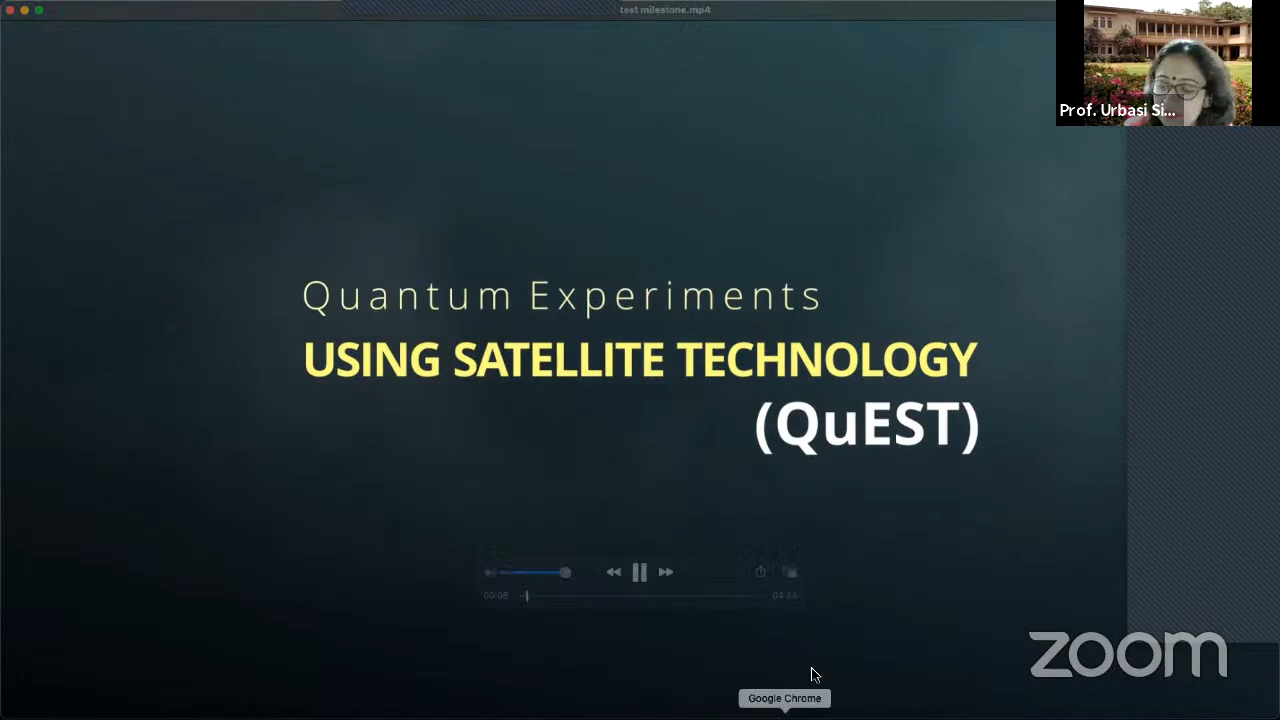 test milestone.mp4
Prof. Urbasi Si...
Quantum Experiments
USING SATELLITE TECHNOLOGY
(QuEST)
00:06
04:34
zoom
Google Chrome